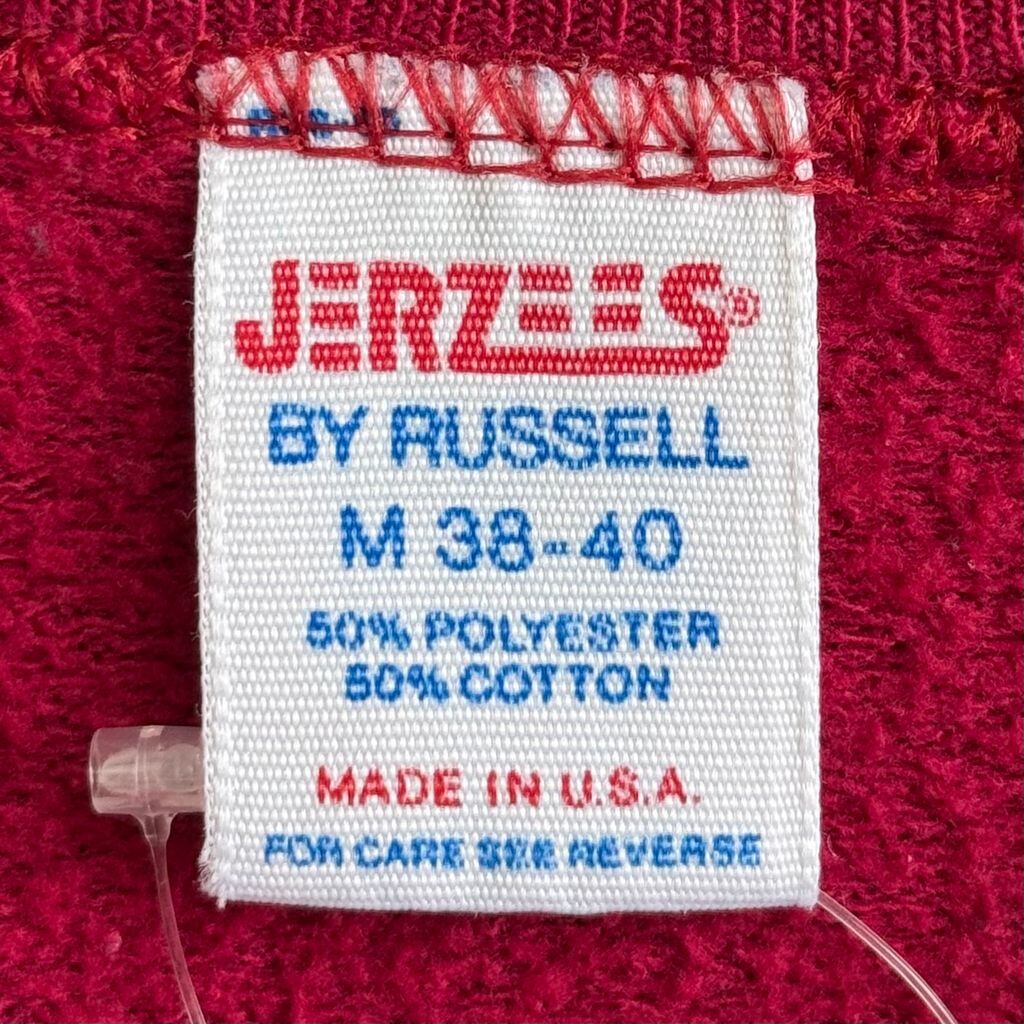 JERZEES®
BY RUSSELL
M 38-40
50% POLYESTER
50% COTTON
MADE IN U.S.A.
FOR CARE SEE REVERSE